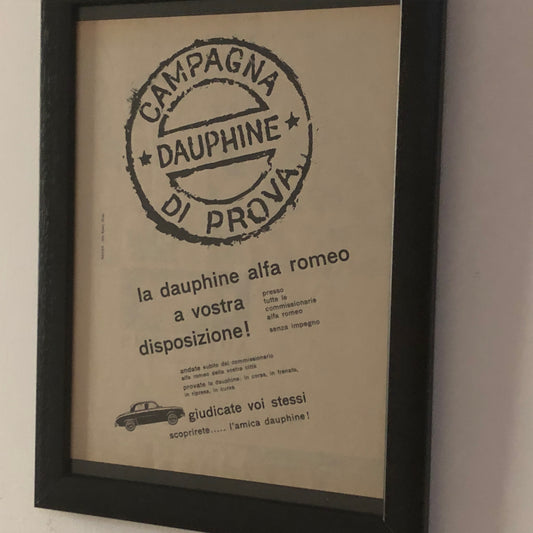 CAMPAGNA
DAUPHINE
DI PROVA
la dauphine alfa romeo
a vostra
disposizione!
presso
tutte le
commissionarie
alfa romeo
senza impegno
andate subito dal commissionario
alfa romeo della vostra città
provate la dauphine: in corsa, in frenata,
in ripresa, in curva
giudicate voi stessi
scoprirete..... l'amica dauphine!